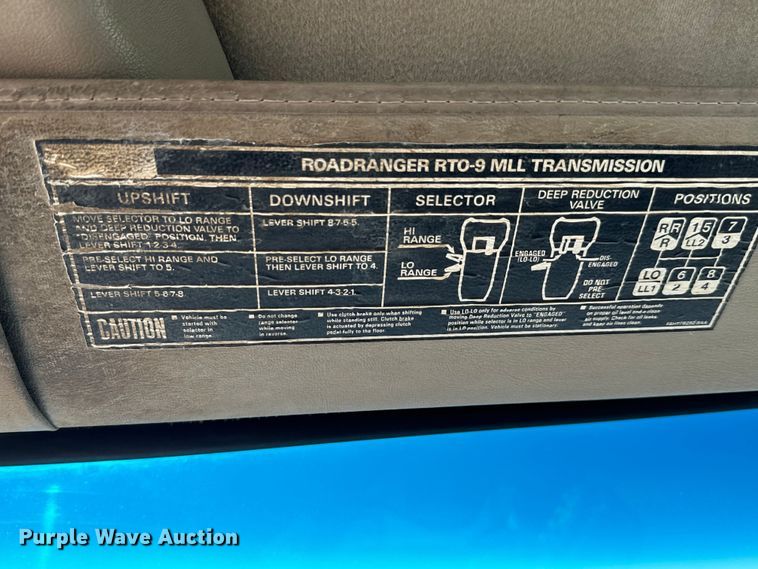 ROADRANGER RTO-9 MLL TRANSMISSION
UPSHIFT
MOVE SELECTOR TO LO RANGE
AND DEEP REDUCTION VALVE TO
"DISENGAGED" POSITION, THEN
LEVER SHIFT 1-2-3-4.
PRE-SELECT HI RANGE AND
LEVER SHIFT TO 5.
LEVER SHIFT 5-6-7-8
DOWNSHIFT
LEVER SHIFT 8-7-6-5.
PRE-SELECT LO RANGE
THEN LEVER SHIFT TO 4.
LEVER SHIFT 4-3-2-1.
SELECTOR
HI
RANGE
LO
RANGE
DEEP REDUCTION
VALVE
ENGAGED
(LO-LO)
DIS-
ENGAGED
DO NOT
PRE-
SELECT
POSITIONS
R R 1 5 7
R LL2 3
LO 6 8
LL1 2 4
CAUTION
■ Vehicle must be
started with
selector in
low range.
■ Do not change
range selector
while moving
in reverse.
■ Use clutch brake only when shifting
while standing still. Clutch brake
is actuated by depressing clutch
pedal fully to the floor.
■ Use LO-LO only for adverse conditions by
moving Deep Reduction Valve to "ENGAGED"
position while selector is in LO range and lever
is in LO position. Vehicle must be stationary.
■ Successful operation depends
on proper oil level and a clean
air supply. Check for oil leaks
and keep air lines clean.
Purple Wave Auction